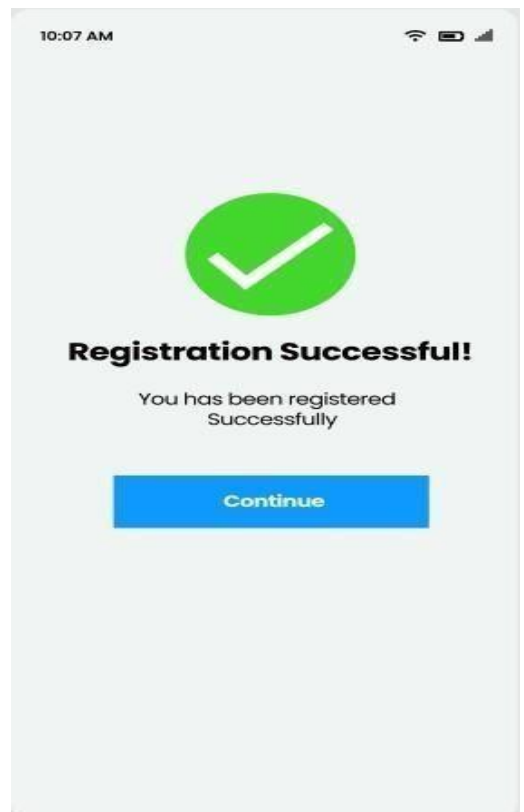 10:07 AM
Registration Successful!
You has been registered
Successfully
Continue